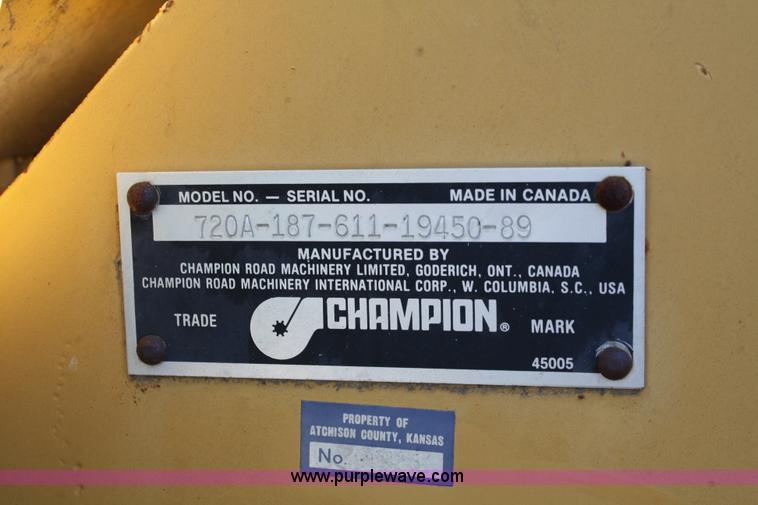 MODEL NO. — SERIAL NO. MADE IN CANADA
720A-187-611-19450-89
MANUFACTURED BY
CHAMPION ROAD MACHINERY LIMITED, GODERICH, ONT., CANADA
CHAMPION ROAD MACHINERY INTERNATIONAL CORP., W. COLUMBIA, S.C., USA
TRADE CHAMPION® MARK
45005
PROPERTY OF
ATCHISON COUNTY, KANSAS
No.
www.purplewave.com